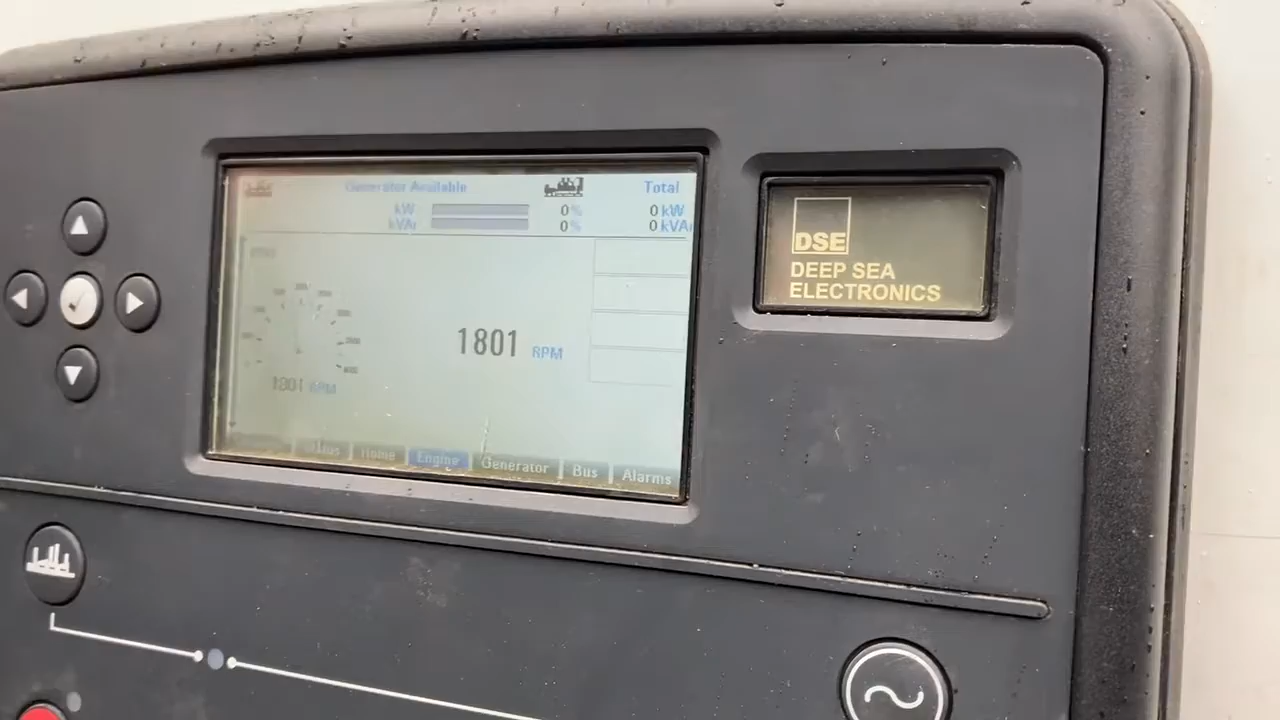 Generator Available
Total
kW
0 %
0 kW
kVAr
0 %
0 kVAr
1801 RPM
1801 RPM
Home
Engine
Generator
Bus
Alarms
DSE
DEEP SEA
ELECTRONICS